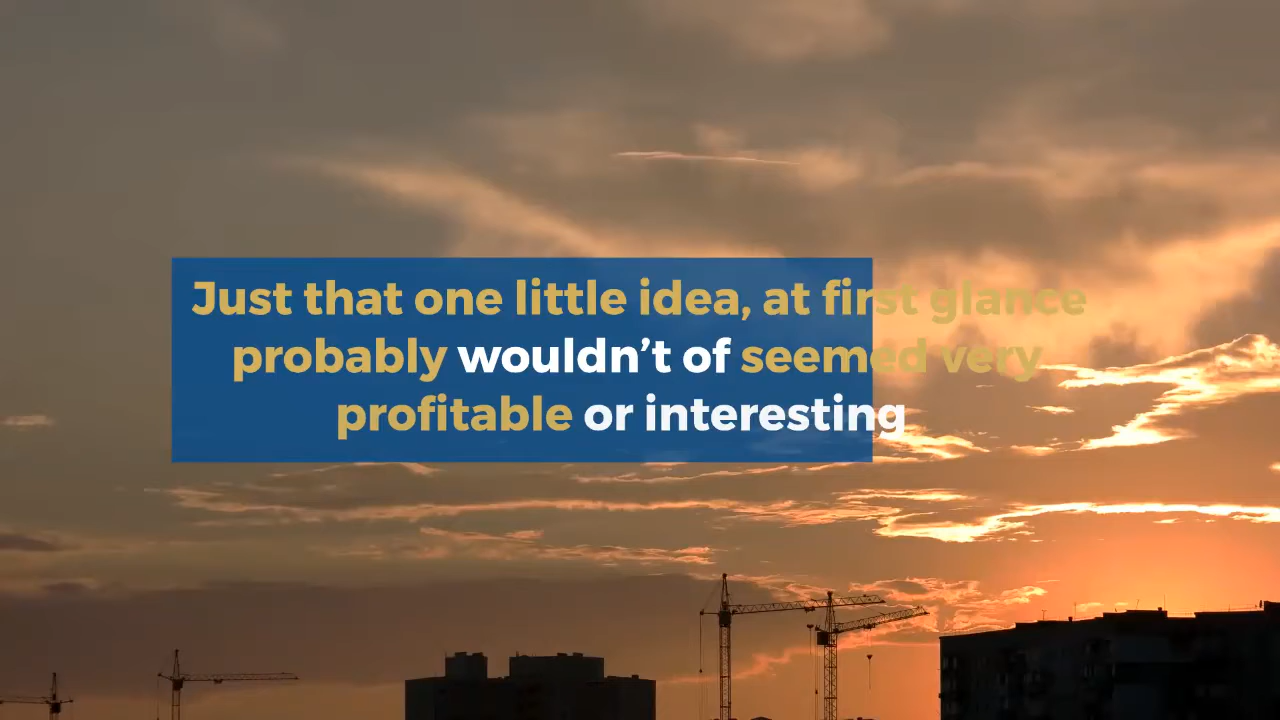 Just that one little idea, at first glance
probably wouldn’t of seemed very
profitable or interesting